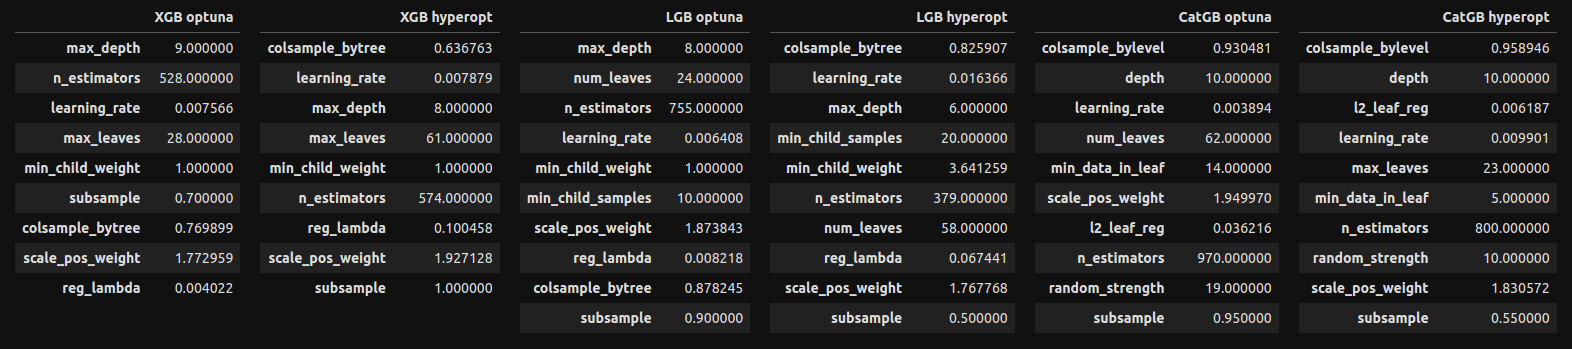 XGB optuna XGB hyperopt LGB optuna LGB hyperopt CatGB optuna CatGB hyperopt
max_depth 9.000000 colsample_bytree 0.636763 max_depth 8.000000 colsample_bytree 0.825907 colsample_bylevel 0.930481 colsample_bylevel 0.958946
n_estimators 528.000000 learning_rate 0.007879 num_leaves 24.000000 learning_rate 0.016366 depth 10.000000 depth 10.000000
learning_rate 0.007566 max_depth 8.000000 n_estimators 755.000000 max_depth 6.000000 learning_rate 0.003894 l2_leaf_reg 0.006187
max_leaves 28.000000 max_leaves 61.000000 learning_rate 0.006408 min_child_samples 20.000000 num_leaves 62.000000 learning_rate 0.009901
min_child_weight 1.000000 min_child_weight 1.000000 min_child_weight 1.000000 min_child_weight 3.641259 min_data_in_leaf 14.000000 max_leaves 23.000000
subsample 0.700000 n_estimators 574.000000 min_child_samples 10.000000 n_estimators 379.000000 scale_pos_weight 1.949970 min_data_in_leaf 5.000000
colsample_bytree 0.769899 reg_lambda 0.100458 scale_pos_weight 1.873843 num_leaves 58.000000 l2_leaf_reg 0.036216 n_estimators 800.000000
scale_pos_weight 1.772959 scale_pos_weight 1.927128 reg_lambda 0.008218 reg_lambda 0.067441 n_estimators 970.000000 random_strength 10.000000
reg_lambda 0.004022 subsample 1.000000 colsample_bytree 0.878245 scale_pos_weight 1.767768 random_strength 19.000000 scale_pos_weight 1.830572
subsample 0.900000 subsample 0.500000 subsample 0.950000 subsample 0.550000